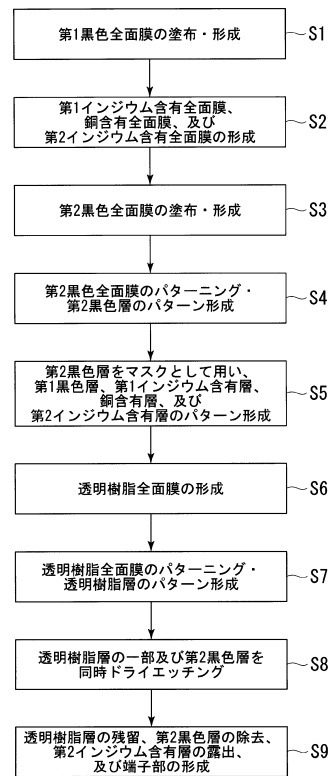 第1黒色全面膜の塗布・形成
S1
第1インジウム含有全面膜、
銅含有全面膜、及び
第2インジウム含有全面膜の形成
S2
第2黒色全面膜の塗布・形成
S3
第2黒色全面膜のパターニング・
第2黒色層のパターン形成
S4
第2黒色層をマスクとして用い、
第1黒色層、第1インジウム含有層、
銅含有層、及び
第2インジウム含有層のパターン形成
S5
透明樹脂全面膜の形成
S6
透明樹脂全面膜のパターニング・
透明樹脂層のパターン形成
S7
透明樹脂層の一部及び第2黒色層を
同時ドライエッチング
S8
透明樹脂層の残留、第2黒色層の除去、
第2インジウム含有層の露出、
及び端子部の形成
S9